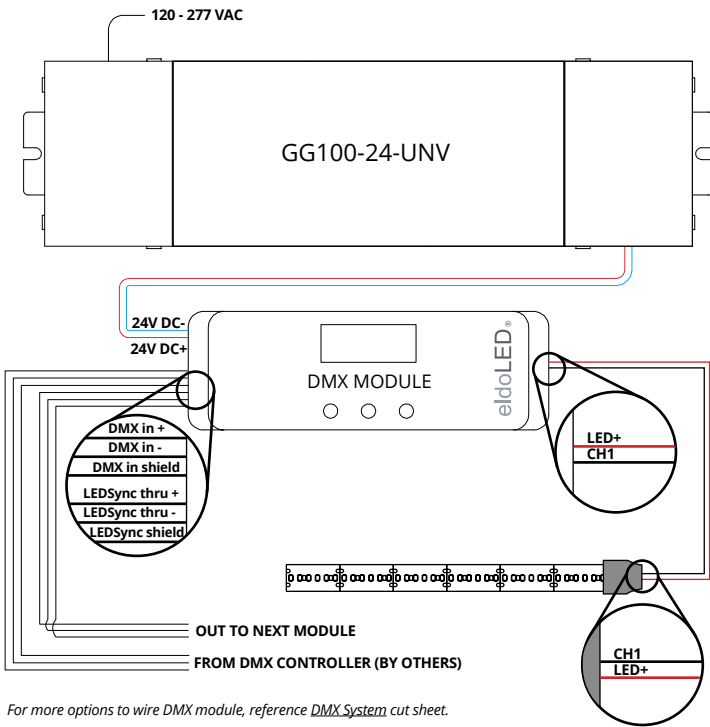 120 - 277 VAC
GG100-24-UNV
24V DC-
24V DC+
DMX MODULE
eldoLED®
DMX in +
DMX in -
DMX in shield
LEDSync thru +
LEDSync thru -
LEDSync shield
LED+
CH1
OUT TO NEXT MODULE
FROM DMX CONTROLLER (BY OTHERS)
CH1
LED+
For more options to wire DMX module, reference DMX System cut sheet.